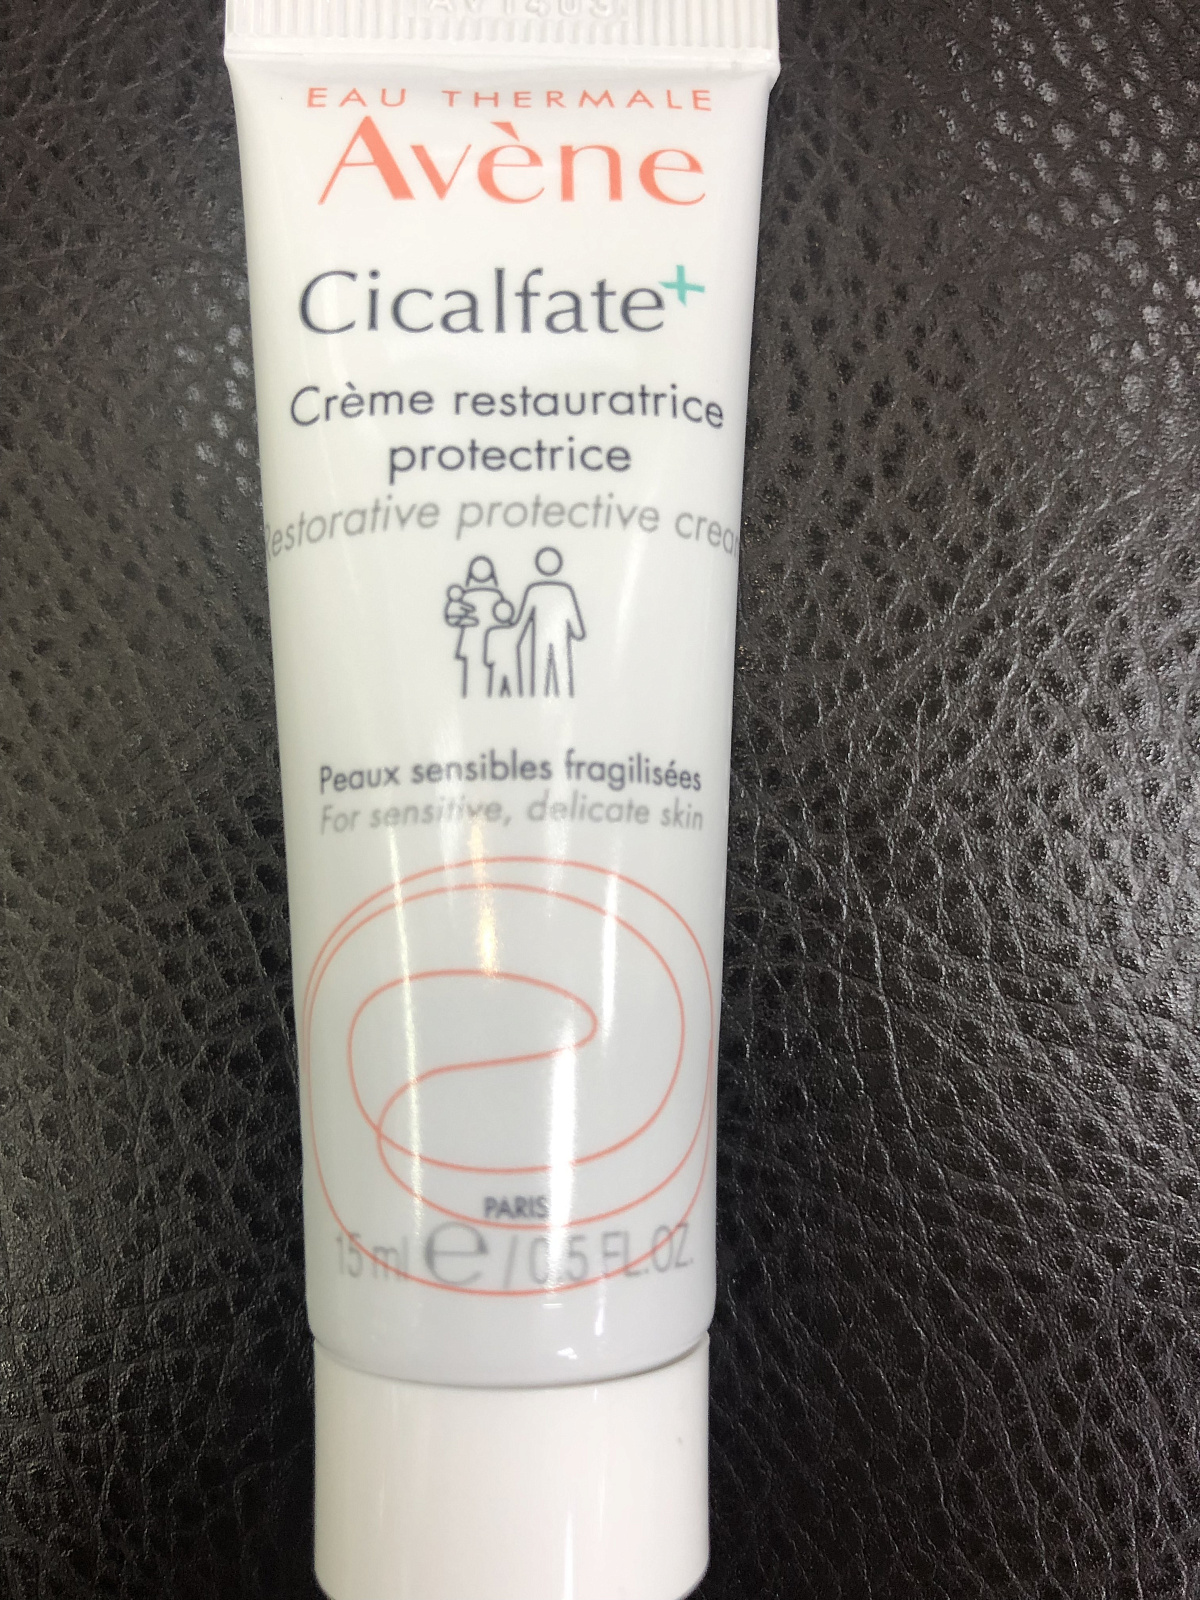 EAU THERMALE
Avène
Cicalfate+
Crème restauratrice
protectrice
Restorative protective cream
Peaux sensibles fragilisées
For sensitive, delicate skin
PARIS
15 ml e / 0.5 FL.OZ.